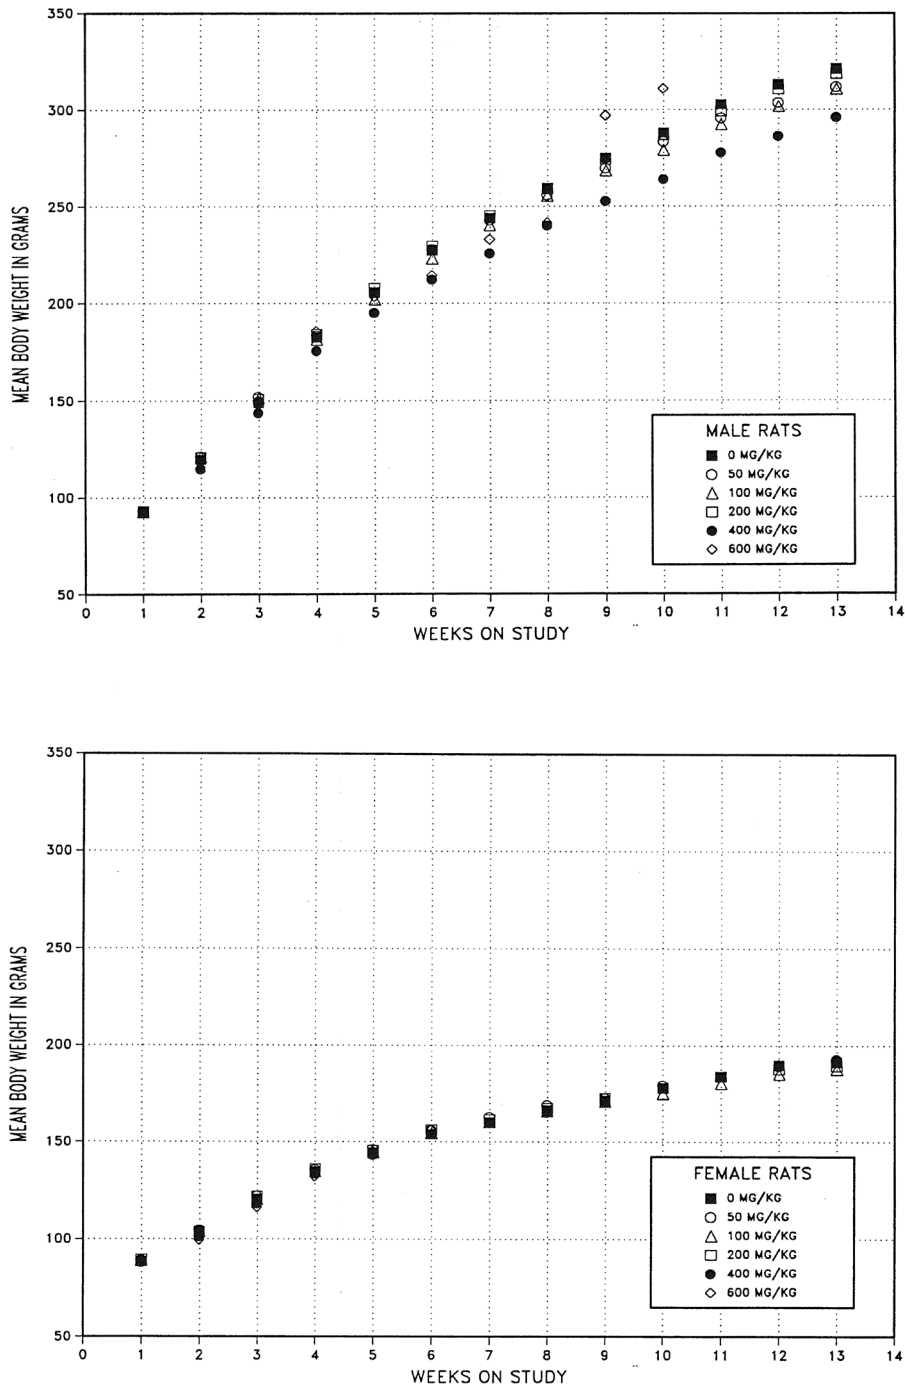 350
300
250
200
150
100
50
MEAN BODY WEIGHT IN GRAMS
0 1 2 3 4 5 6 7 8 9 10 11 12 13 14
WEEKS ON STUDY
MALE RATS
0 MG/KG
50 MG/KG
100 MG/KG
200 MG/KG
400 MG/KG
600 MG/KG
350
300
250
200
150
100
50
MEAN BODY WEIGHT IN GRAMS
0 1 2 3 4 5 6 7 8 9 10 11 12 13 14
WEEKS ON STUDY
FEMALE RATS
0 MG/KG
50 MG/KG
100 MG/KG
200 MG/KG
400 MG/KG
600 MG/KG